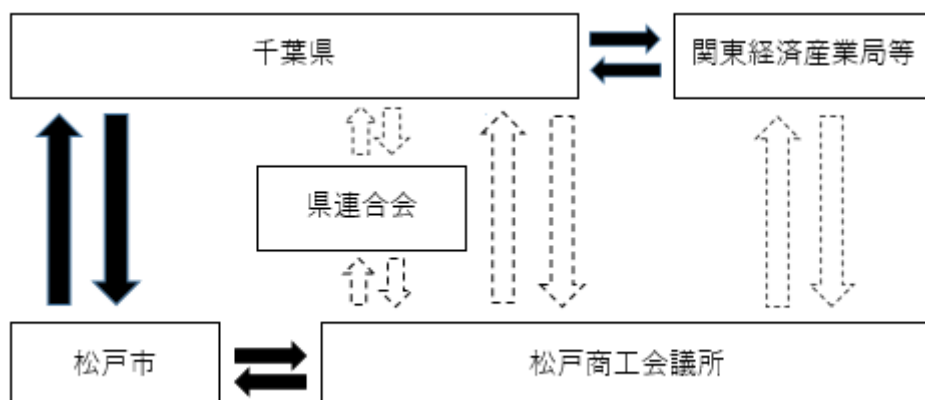 千葉県
関東経済産業局等
県連合会
松戸市
松戸商工会議所